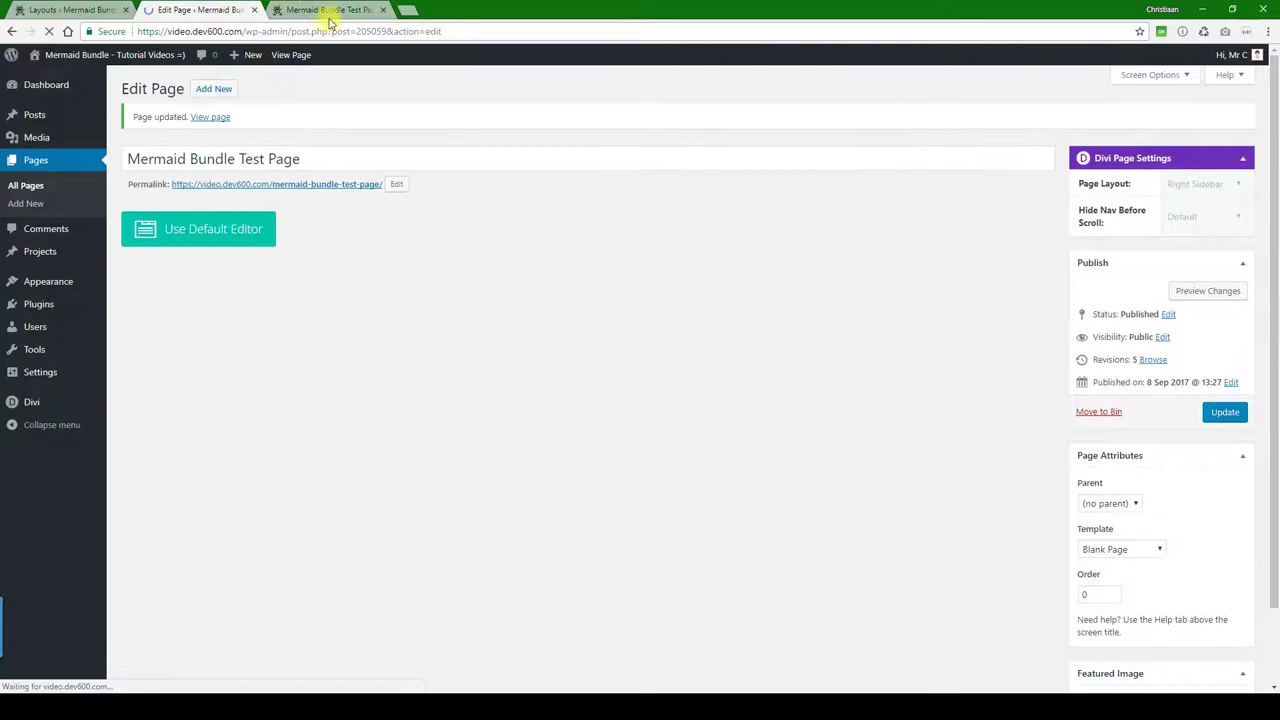 Layouts ‹ Mermaid Bun
Edit Page ‹ Mermaid Bun
Mermaid Bundle Test Pa
Christiaan
Secure
https://video.dev600.com/wp-admin/post.php?post=205059&action=edit
Mermaid Bundle - Tutorial Videos =)
0
New
View Page
Hi, Mr C
Dashboard
Posts
Media
Pages
All Pages
Add New
Comments
Projects
Appearance
Plugins
Users
Tools
Settings
Divi
Collapse menu
Edit Page
Add New
Screen Options
Help
Page updated. View page
Mermaid Bundle Test Page
Permalink: https://video.dev600.com/mermaid-bundle-test-page/ Edit
Use Default Editor
D Divi Page Settings
Page Layout: Right Sidebar
Hide Nav Before
Scroll:
Default
Publish
Preview Changes
Status: Published Edit
Visibility: Public Edit
Revisions: 5 Browse
Published on: 8 Sep 2017 @ 13:27 Edit
Move to Bin
Update
Page Attributes
Parent
(no parent)
Template
Blank Page
Order
0
Need help? Use the Help tab above the
screen title.
Featured Image
Waiting for video.dev600.com...